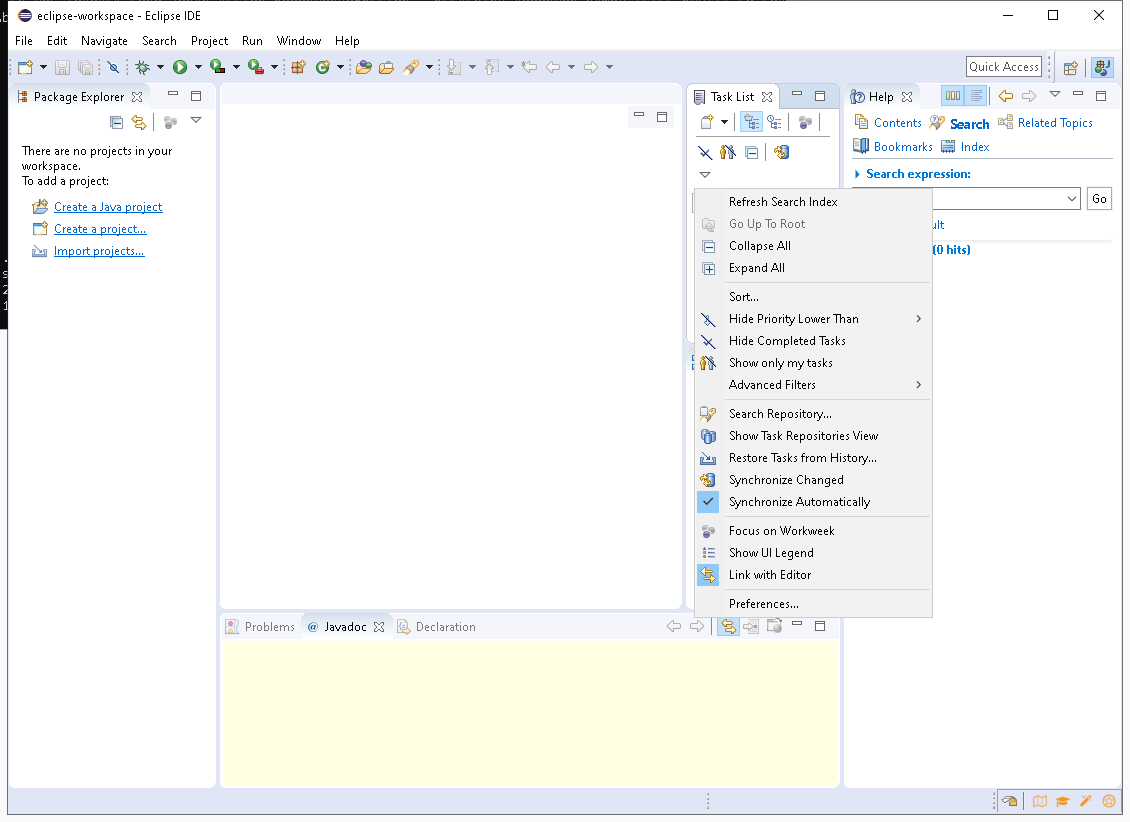 eclipse-workspace - Eclipse IDE
File Edit Navigate Search Project Run Window Help
Quick Access
Package Explorer
There are no projects in your
workspace.
To add a project:
Create a Java project
Create a project...
Import projects...
Task List
Refresh Search Index
Go Up To Root
Collapse All
Expand All
Sort...
Hide Priority Lower Than
Hide Completed Tasks
Show only my tasks
Advanced Filters
Search Repository...
Show Task Repositories View
Restore Tasks from History...
Synchronize Changed
Synchronize Automatically
Focus on Workweek
Show UI Legend
Link with Editor
Preferences...
Help
Contents Search Related Topics
Bookmarks Index
Search expression:
Go
ult
(0 hits)
Problems @ Javadoc Declaration